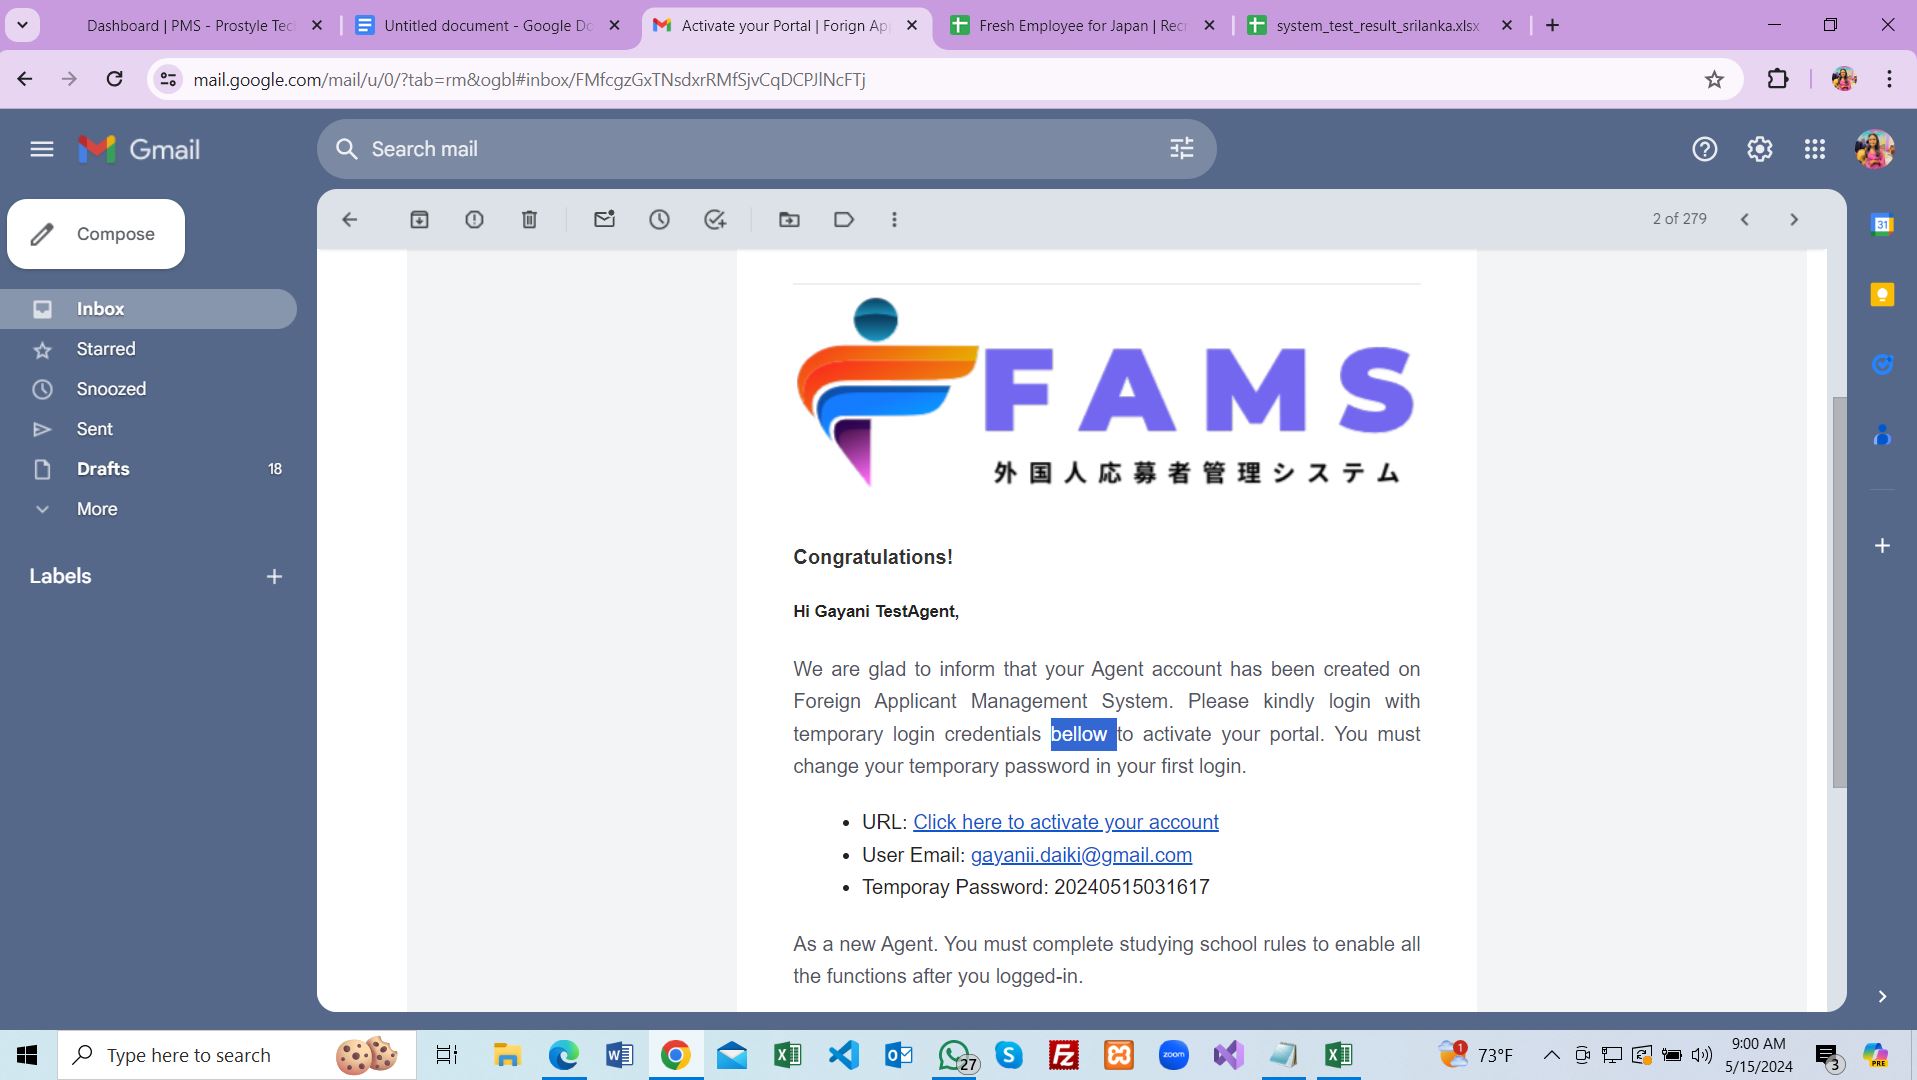 Dashboard | PMS - Prostyle Tec
Untitled document - Google Do
Activate your Portal | Forign Ap
Fresh Employee for Japan | Recr
system_test_result_srilanka.xlsx
mail.google.com/mail/u/0/?tab=rm&ogbl#inbox/FMfcgzGxTNsdxrRMfSjvCqDCPJlNcFTj
Gmail
Search mail
Compose
2 of 279
Inbox
Starred
Snoozed
Sent
Drafts 18
More
Labels
31
FAMS
外国人応募者管理システム
Congratulations!
Hi Gayani TestAgent,
We are glad to inform that your Agent account has been created on
Foreign Applicant Management System. Please kindly login with
temporary login credentials bellow to activate your portal. You must
change your temporary password in your first login.
• URL: Click here to activate your account
• User Email: gayanii.daiki@gmail.com
• Temporay Password: 20240515031617
As a new Agent. You must complete studying school rules to enable all
the functions after you logged-in.
Type here to search
zoom
27
1
73°F
9:00 AM
5/15/2024
3
PRE